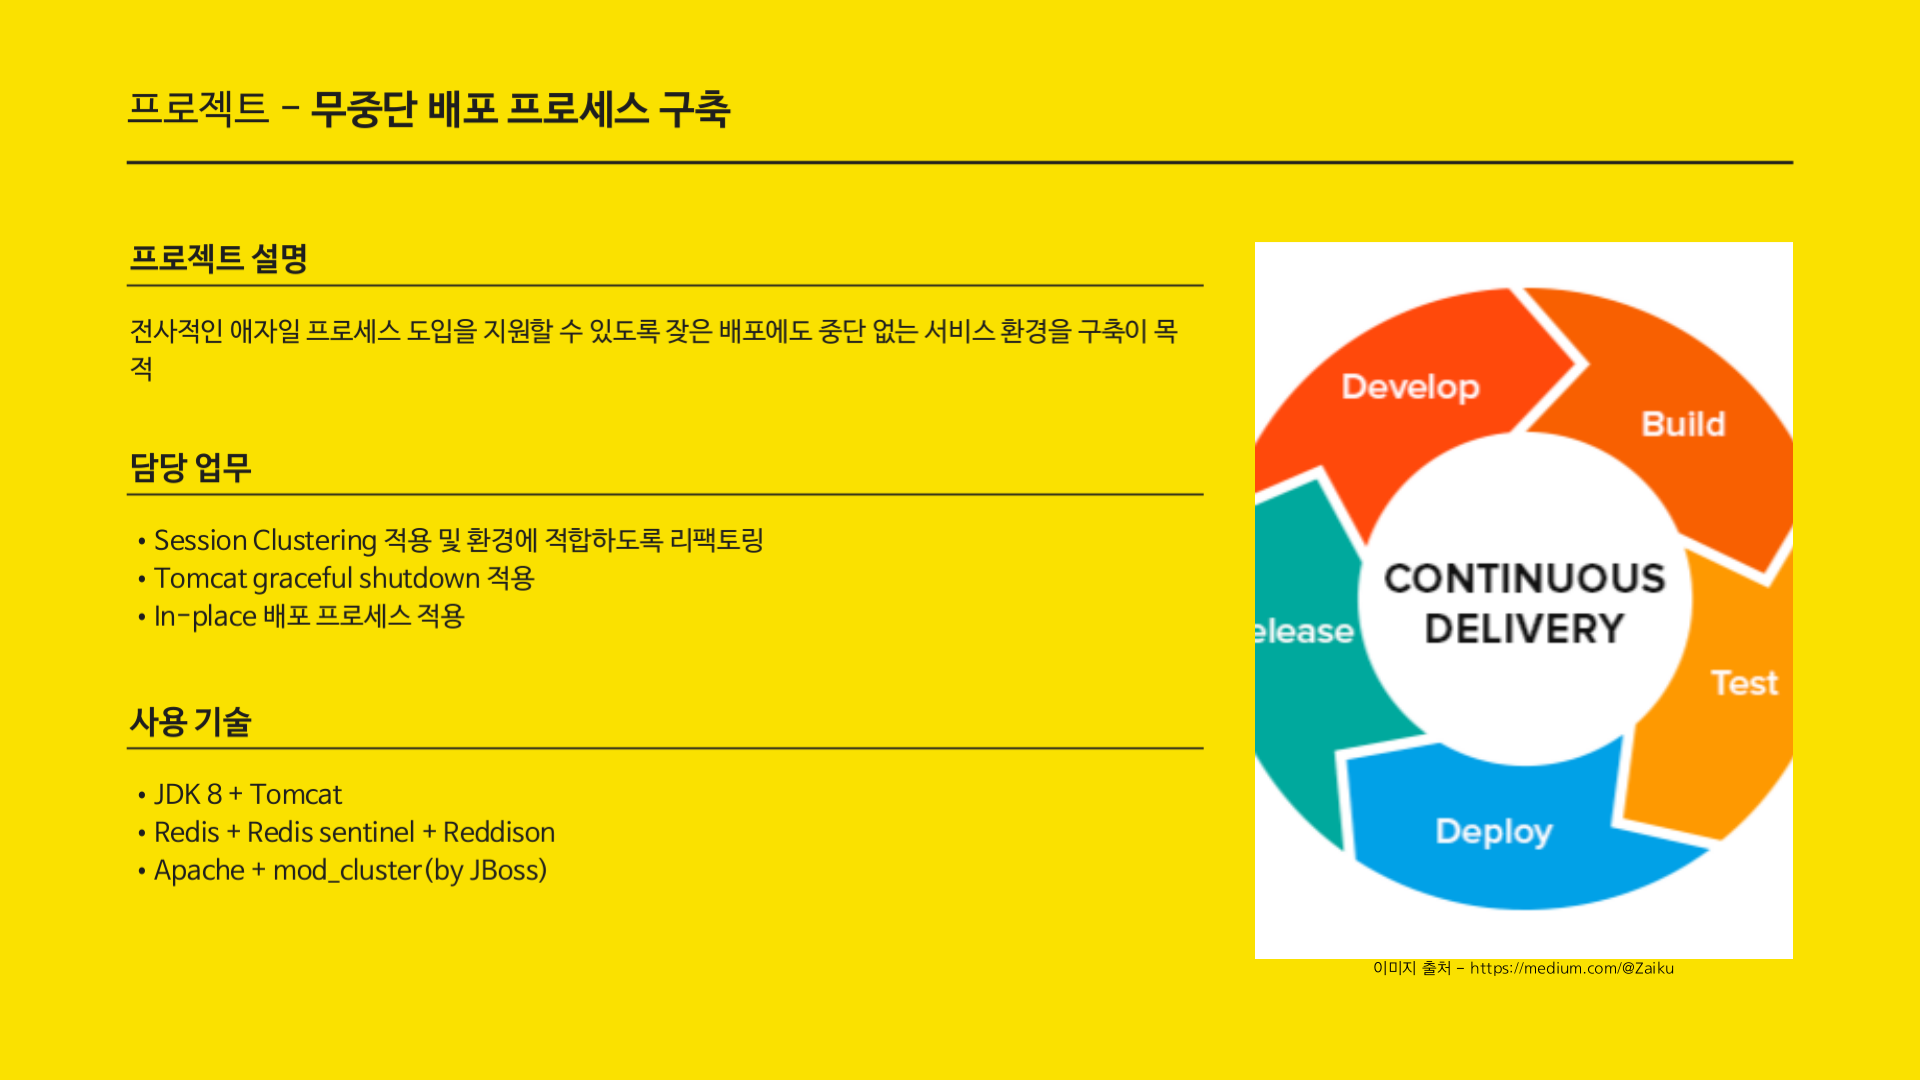 프로젝트 - 무중단 배포 프로세스 구축
프로젝트 설명
전사적인 애자일 프로세스 도입을 지원할 수 있도록 잦은 배포에도 중단 없는 서비스 환경을 구축이 목
적
담당 업무
• Session Clustering 적용 및 환경에 적합하도록 리팩토링
• Tomcat graceful shutdown 적용
• In-place 배포 프로세스 적용
사용 기술
• JDK 8 + Tomcat
• Redis + Redis sentinel + Reddison
• Apache + mod_cluster(by JBoss)
Develop
Build
CONTINUOUS
DELIVERY
elease
Test
Deploy
이미지 출처 - https://medium.com/@Zaiku